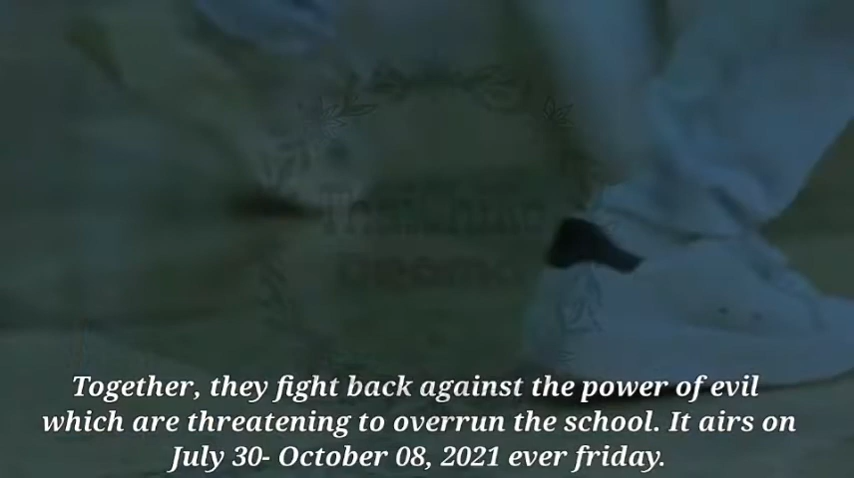 Together, they fight back against the power of evil
which are threatening to overrun the school. It airs on
July 30- October 08, 2021 ever friday.